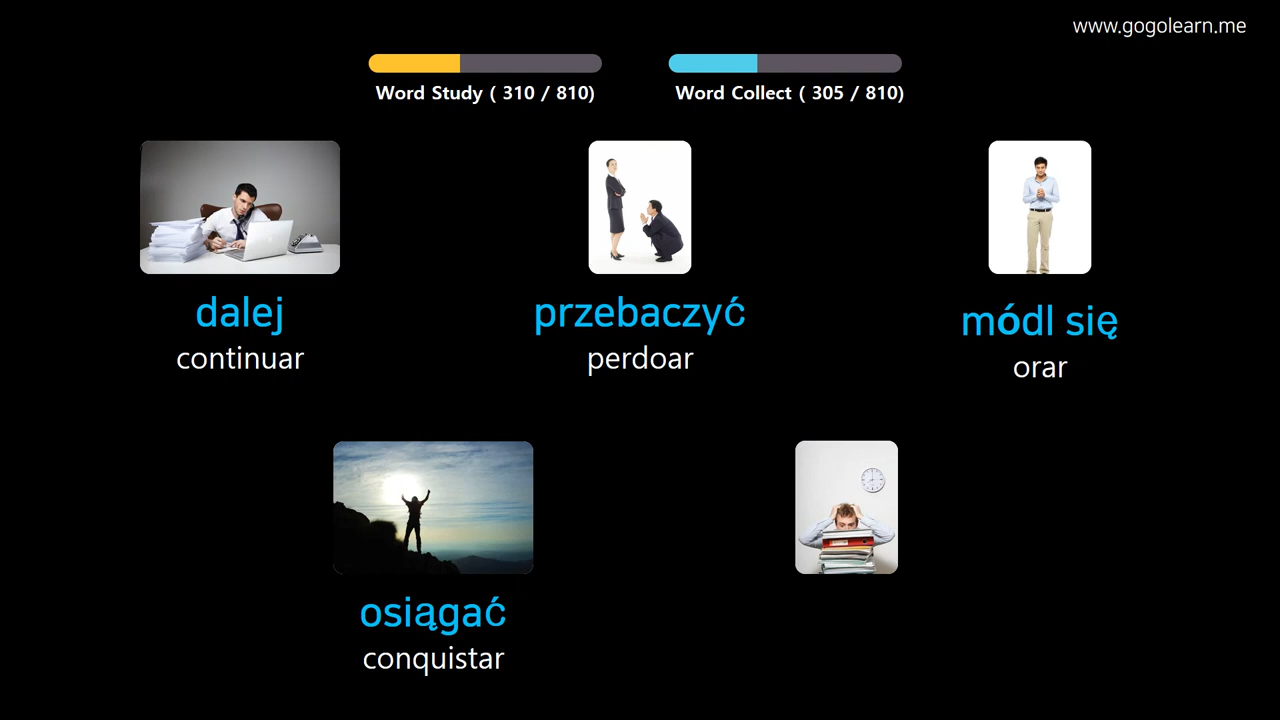 www.gogolearn.me
Word Study ( 310 / 810)
Word Collect ( 305 / 810)
dalej
continuar
przebaczyć
perdoar
módl się
orar
osiągać
conquistar